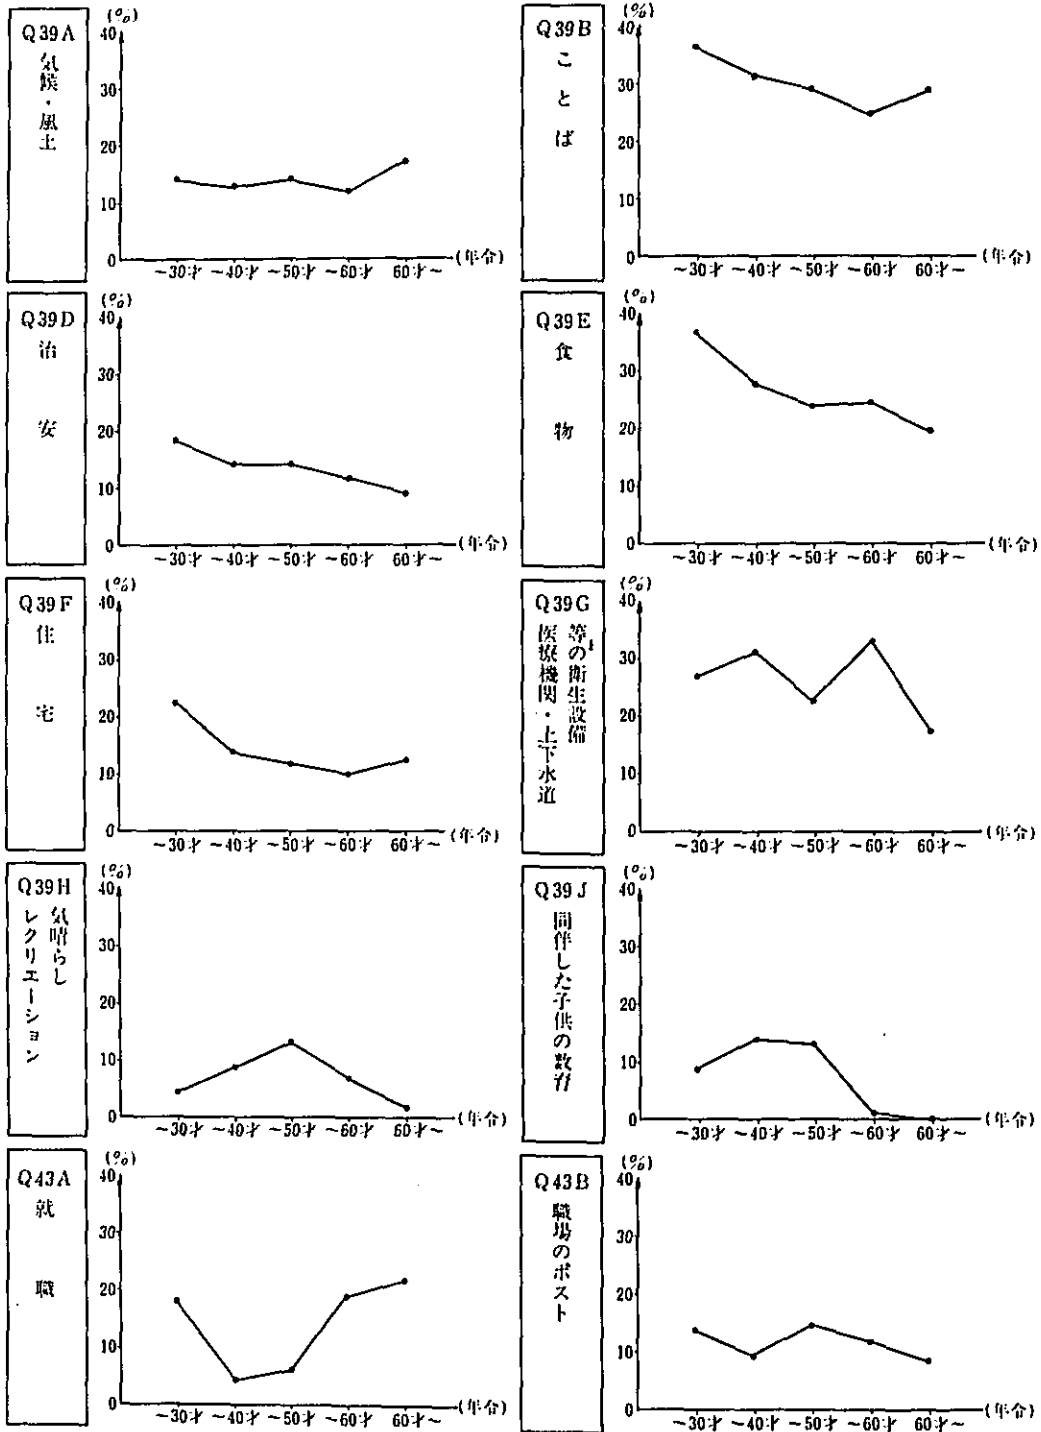 Q39A
気候・風土
(%)
40
30
20
10
0
~30才 ~40才 ~50才 ~60才 60才~
(年令)
Q39B
ことば
(%)
40
30
20
10
0
~30才 ~40才 ~50才 ~60才 60才~
(年令)
Q39D
治安
(%)
40
30
20
10
0
~30才 ~40才 ~50才 ~60才 60才~
(年令)
Q39E
食物
(%)
40
30
20
10
0
~30才 ~40才 ~50才 ~60才 60才~
(年令)
Q39F
住宅
(%)
40
30
20
10
0
~30才 ~40才 ~50才 ~60才 60才~
(年令)
Q39G
医療機関・上下水道
等の衛生設備
(%)
40
30
20
10
0
~30才 ~40才 ~50才 ~60才 60才~
(年令)
Q39H
気晴らし
レクリエーション
(%)
40
30
20
10
0
~30才 ~40才 ~50才 ~60才 60才~
(年令)
Q39J
同伴した子供の教育
(%)
40
30
20
10
0
~30才 ~40才 ~50才 ~60才 60才~
(年令)
Q43A
就職
(%)
40
30
20
10
0
~30才 ~40才 ~50才 ~60才 60才~
(年令)
Q43B
職場のポスト
(%)
40
30
20
10
0
~30才 ~40才 ~50才 ~60才 60才~
(年令)